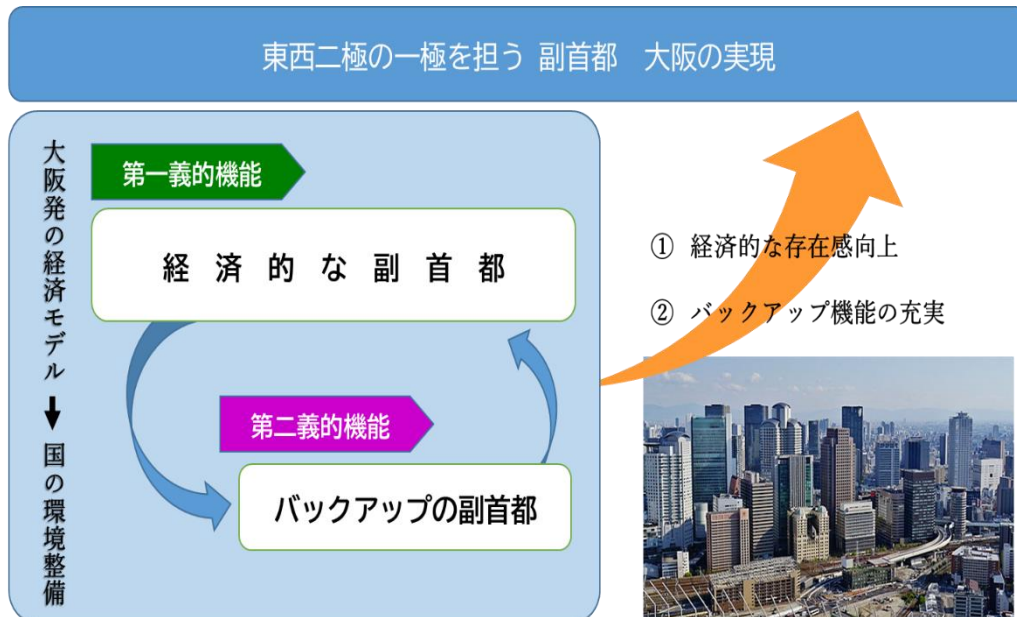 東西二極の一極を担う 副首都　大阪の実現
大阪発の経済モデル → 国の環境整備
第一義的機能
経済的な副首都
第二義的機能
バックアップの副首都
① 経済的な存在感向上
② バックアップ機能の充実